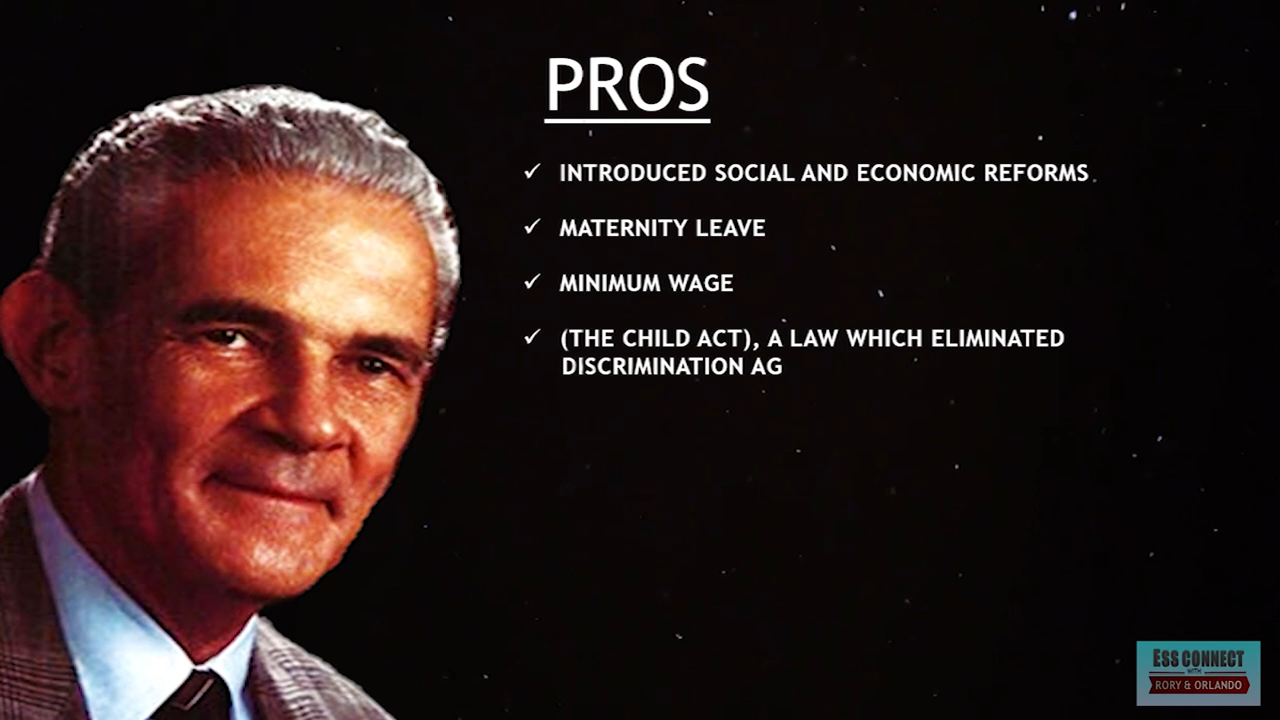 PROS
✓ INTRODUCED SOCIAL AND ECONOMIC REFORMS
✓ MATERNITY LEAVE
✓ MINIMUM WAGE
✓ (THE CHILD ACT), A LAW WHICH ELIMINATED
DISCRIMINATION AG
ESS CONNECT
WITH
RORY & ORLANDO